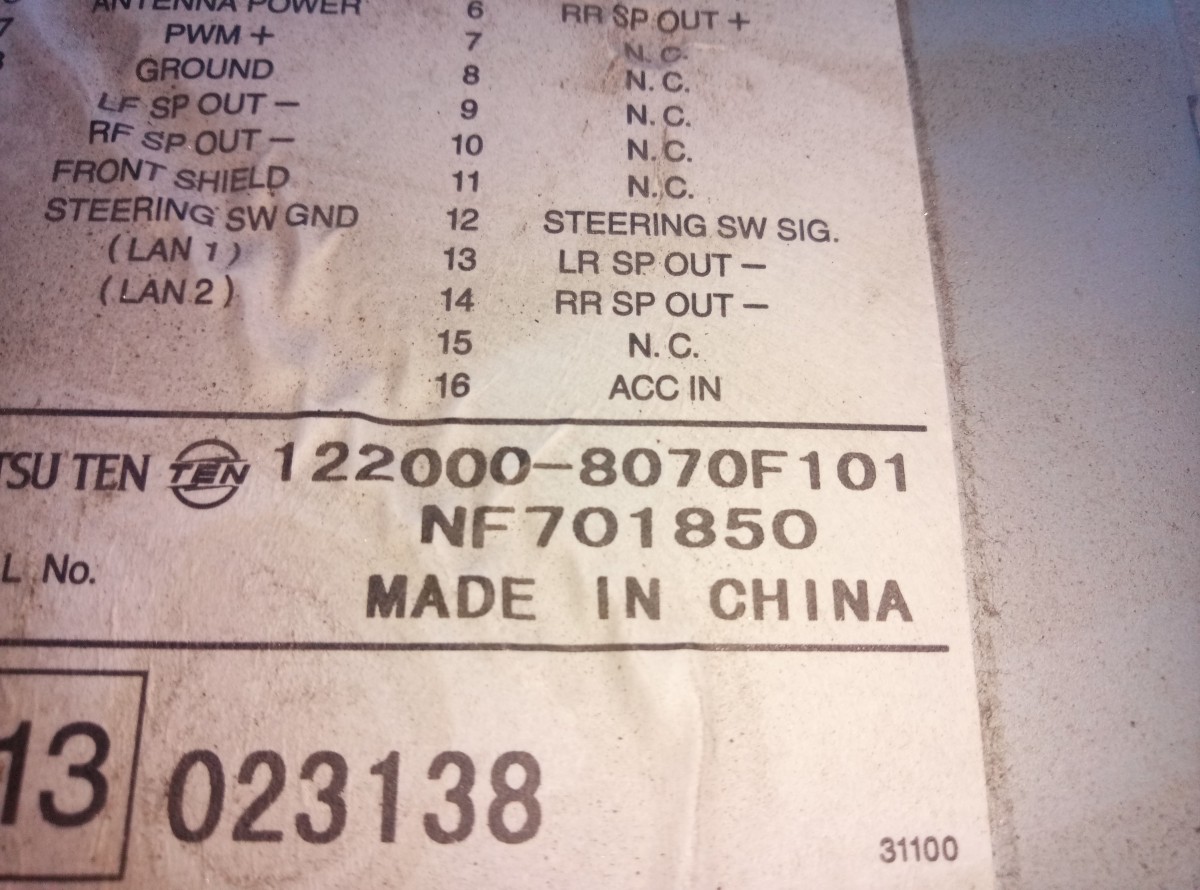 ANTENNA POWER 6 RR SP OUT +
7 PWM + 7 N. C.
GROUND 8 N. C.
LF SP OUT − 9 N. C.
RF SP OUT − 10 N. C.
FRONT SHIELD 11 N. C.
STEERING SW GND 12 STEERING SW SIG.
(LAN 1) 13 LR SP OUT −
(LAN 2) 14 RR SP OUT −
15 N. C.
16 ACC IN
TSU TEN TEN 122000-8070F101
NF701850
L No.
MADE IN CHINA
13 023138
31100